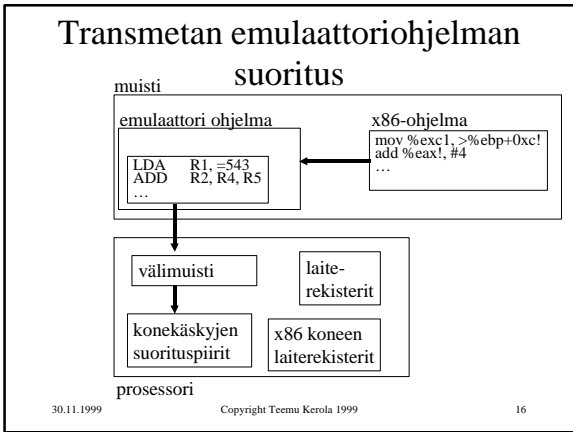 Transmetan emulaattoriohjelman
suoritus
muisti
emulaattori ohjelma
x86-ohjelma
mov %exc1, >%ebp+0xc!
add %eax!, #4
…
LDA R1, =543
ADD R2, R4, R5
…
välimuisti
laite-
rekisterit
konekäskyjen
suorituspiirit
x86 koneen
laiterekisterit
prosessori
30.11.1999 Copyright Teemu Kerola 1999 16